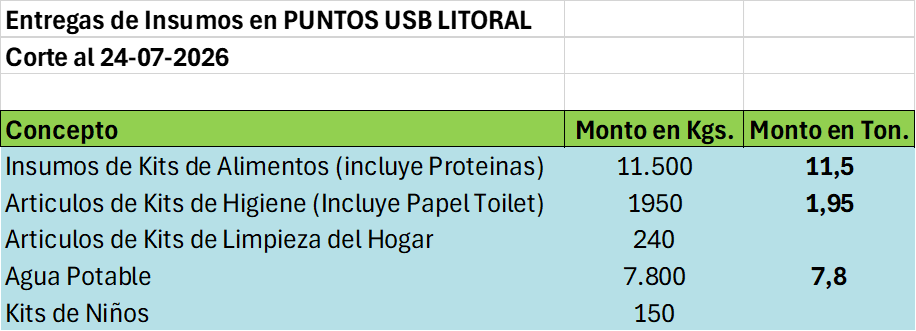 Entregas de Insumos en PUNTOS USB LITORAL
Corte al 24-07-2026
Concepto Monto en Kgs. Monto en Ton.
Insumos de Kits de Alimentos (incluye Proteinas) 11.500 11,5
Articulos de Kits de Higiene (Incluye Papel Toilet) 1950 1,95
Articulos de Kits de Limpieza del Hogar 240
Agua Potable 7.800 7,8
Kits de Niños 150